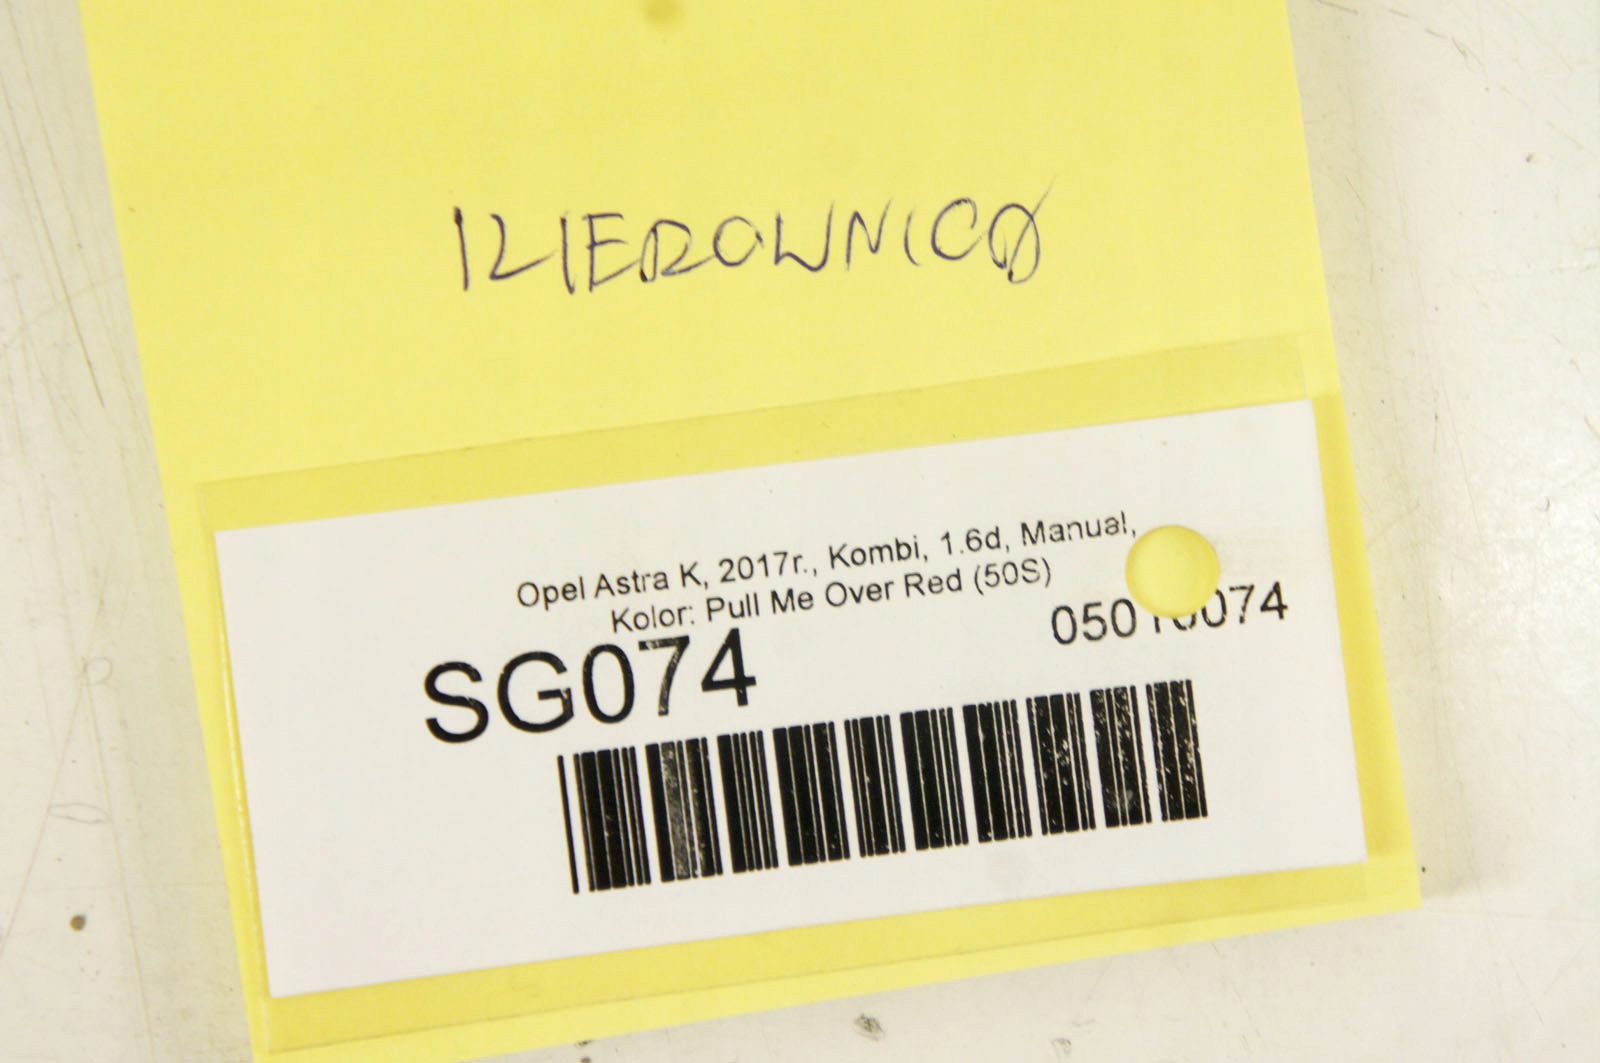 KIEROWNICA
Opel Astra K, 2017r., Kombi, 1.6d, Manual,
Kolor: Pull Me Over Red (50S)
SG074